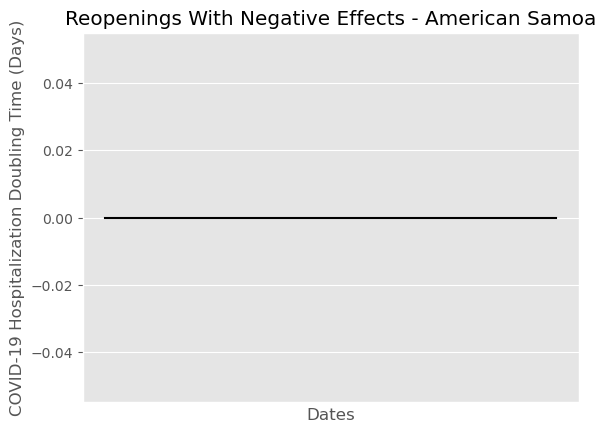 Reopenings With Negative Effects - American Samoa
COVID-19 Hospitalization Doubling Time (Days)
0.04
0.02
0.00
−0.02
−0.04
Dates